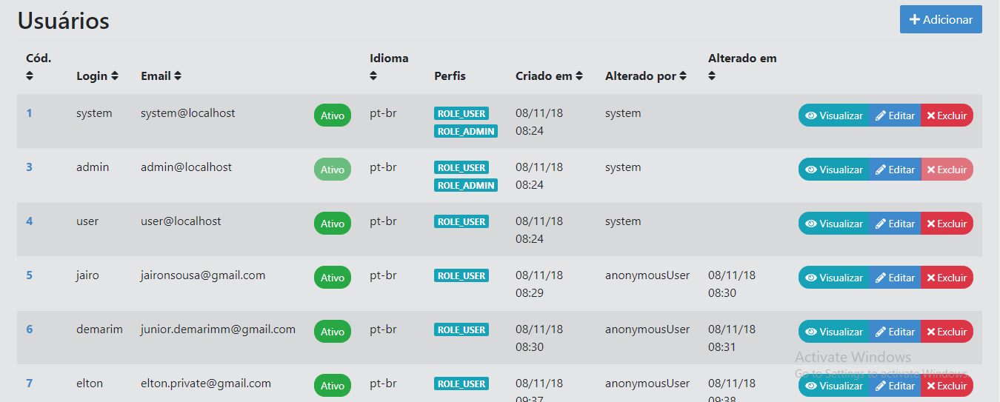 Usuários
Adicionar
Cód. Login Email Idioma Perfis Criado em Alterado por Alterado em
1 system system@localhost Ativo pt-br ROLE_USER 08/11/18 system Visualizar Editar Excluir
ROLE_ADMIN 08:24
3 admin admin@localhost Ativo pt-br ROLE_USER 08/11/18 system Visualizar Editar Excluir
ROLE_ADMIN 08:24
4 user user@localhost Ativo pt-br ROLE_USER 08/11/18 system Visualizar Editar Excluir
08:24
5 jairo jaironsousa@gmail.com Ativo pt-br ROLE_USER 08/11/18 anonymousUser 08/11/18 Visualizar Editar Excluir
08:29 08:30
6 demarim junior.demarimm@gmail.com Ativo pt-br ROLE_USER 08/11/18 anonymousUser 08/11/18 Visualizar Editar Excluir
08:30 08:31
Activate Windows
Go to Settings to activate Windows.
7 elton elton.private@gmail.com Ativo pt-br ROLE_USER 08/11/18 anonymousUser 08/11/18 Visualizar Editar Excluir
09:37 09:38